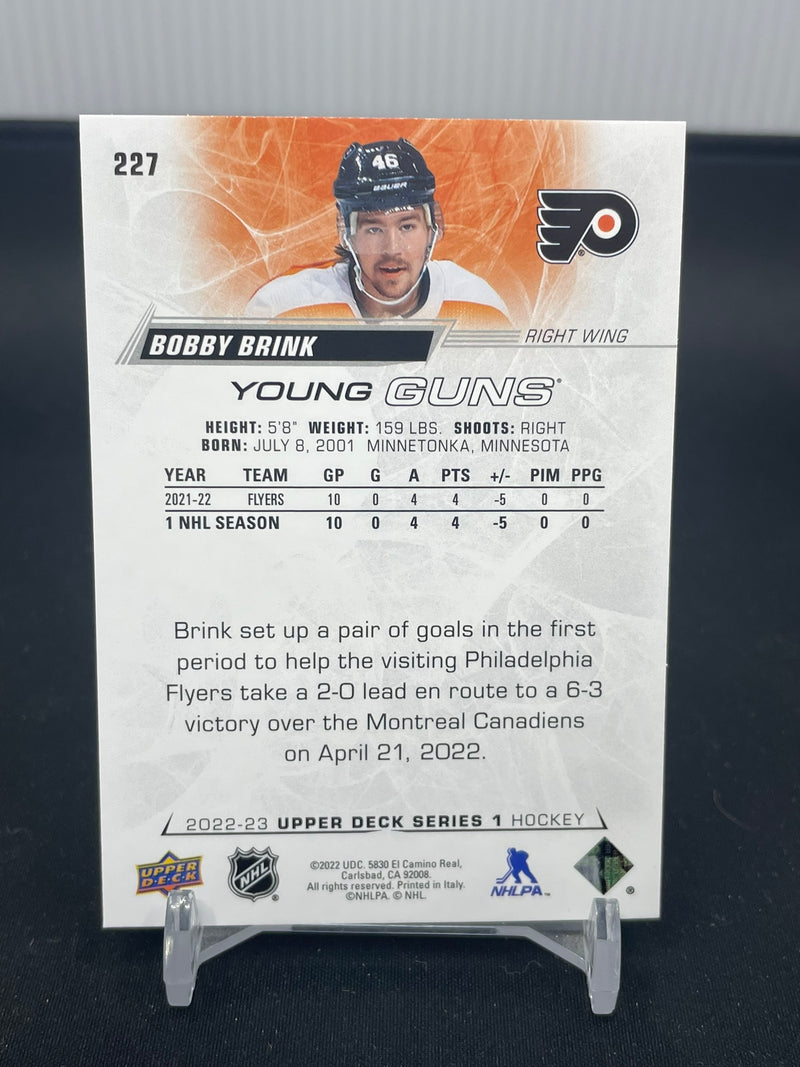 227
46
BAUER
P
®
BOBBY BRINK
RIGHT WING
YOUNG GUNS®
HEIGHT: 5'8" WEIGHT: 159 LBS. SHOOTS: RIGHT
BORN: JULY 8, 2001 MINNETONKA, MINNESOTA
YEAR TEAM GP G A PTS +/- PIM PPG
2021-22 FLYERS 10 0 4 4 -5 0 0
1 NHL SEASON 10 0 4 4 -5 0 0
Brink set up a pair of goals in the first
period to help the visiting Philadelphia
Flyers take a 2-0 lead en route to a 6-3
victory over the Montreal Canadiens
on April 21, 2022.
2022-23 UPPER DECK SERIES 1 HOCKEY
UPPER
D·E·C·K
NHL
®
©2022 UDC. 5830 El Camino Real,
Carlsbad, CA 92008.
All rights reserved. Printed in Italy.
©NHLPA. © NHL.
NHLPA™
®